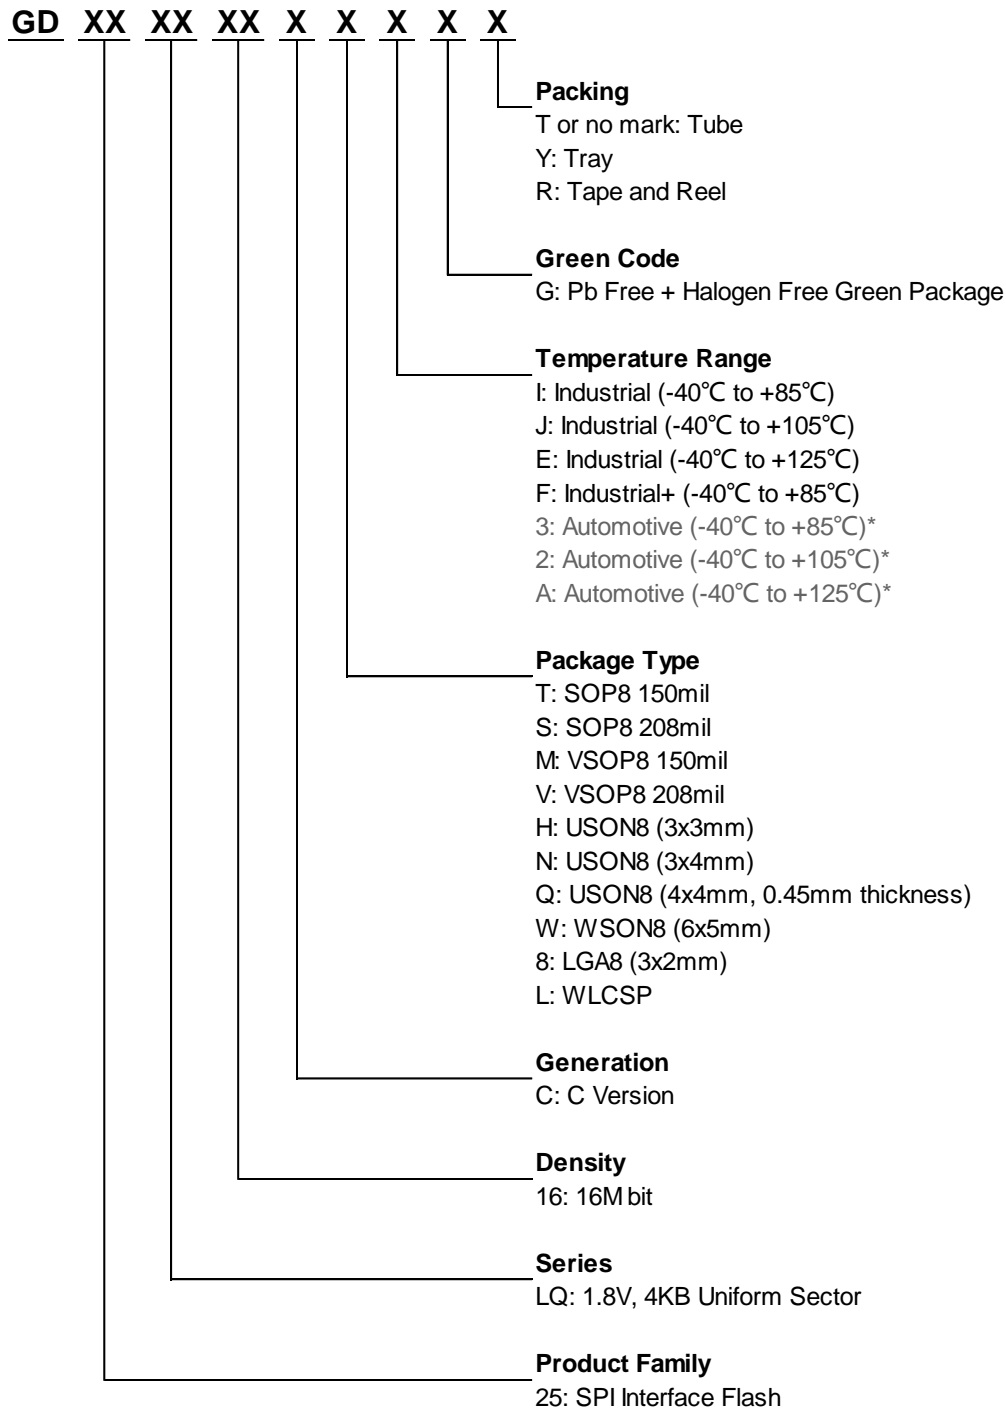 GD XX XX XX X X X X X
Packing
T or no mark: Tube
Y: Tray
R: Tape and Reel
Green Code
G: Pb Free + Halogen Free Green Package
Temperature Range
I: Industrial (-40℃ to +85℃)
J: Industrial (-40℃ to +105℃)
E: Industrial (-40℃ to +125℃)
F: Industrial+ (-40℃ to +85℃)
3: Automotive (-40℃ to +85℃)*
2: Automotive (-40℃ to +105℃)*
A: Automotive (-40℃ to +125℃)*
Package Type
T: SOP8 150mil
S: SOP8 208mil
M: VSOP8 150mil
V: VSOP8 208mil
H: USON8 (3x3mm)
N: USON8 (3x4mm)
Q: USON8 (4x4mm, 0.45mm thickness)
W: WSON8 (6x5mm)
8: LGA8 (3x2mm)
L: WLCSP
Generation
C: C Version
Density
16: 16M bit
Series
LQ: 1.8V, 4KB Uniform Sector
Product Family
25: SPI Interface Flash